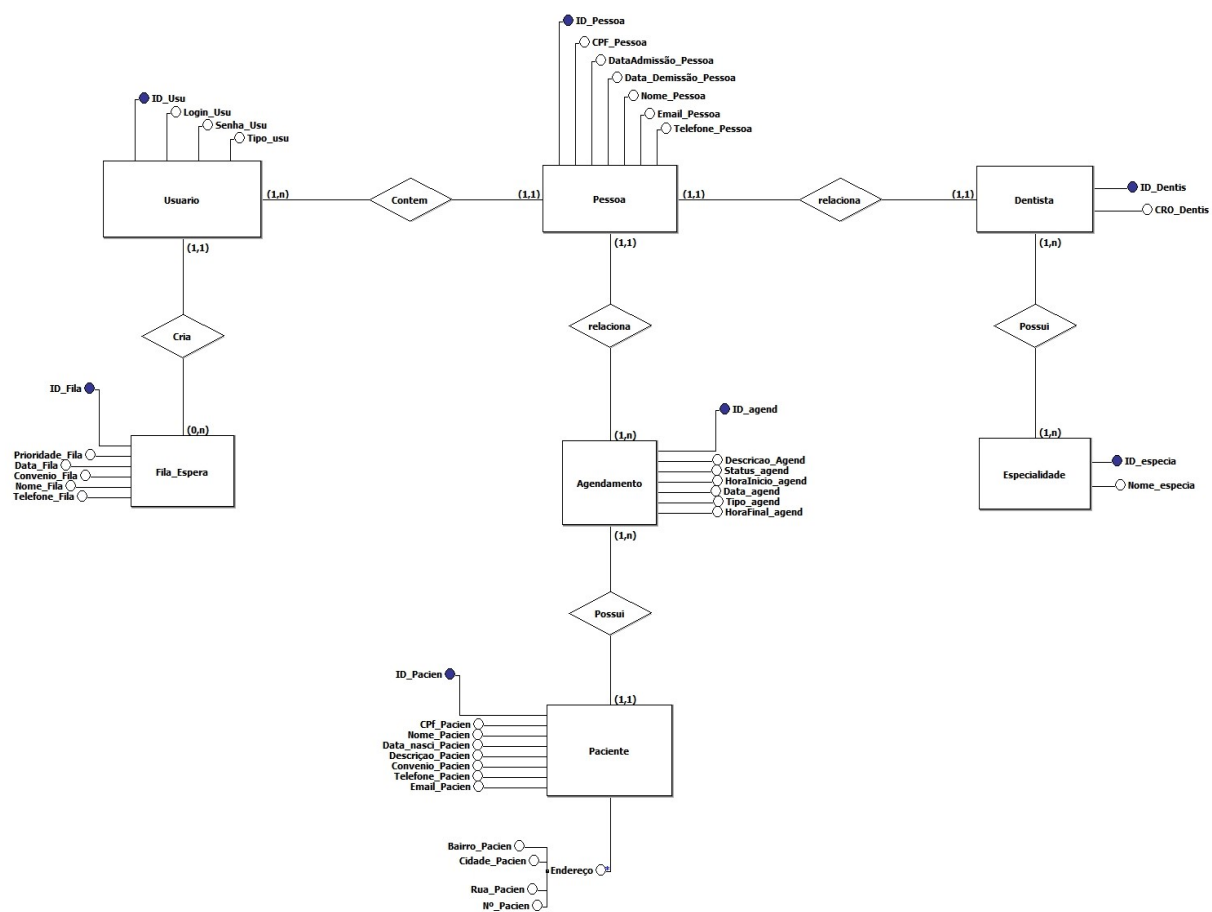 ID_Pessoa
CPF_Pessoa
DataAdmissão_Pessoa
Data_Demissão_Pessoa
Nome_Pessoa
Email_Pessoa
Telefone_Pessoa
ID_Usu
Login_Usu
Senha_Usu
Tipo_usu
Usuario
(1,n)
Contem
(1,1)
Pessoa
(1,1)
relaciona
(1,1)
Dentista
ID_Dentis
CRO_Dentis
(1,1)
(1,1)
(1,n)
Cria
relaciona
Possui
ID_Fila
(0,n)
Prioridade_Fila
Data_Fila
Convenio_Fila
Nome_Fila
Telefone_Fila
Fila_Espera
(1,n)
Agendamento
ID_agend
Descricao_Agend
Status_agend
HoraInicio_agend
Data_agend
Tipo_agend
HoraFinal_agend
(1,n)
Especialidade
ID_especia
Nome_especia
(1,n)
Possui
(1,1)
ID_Pacien
CPf_Pacien
Nome_Pacien
Data_nasci_Pacien
Descriçao_Pacien
Convenio_Pacien
Telefone_Pacien
Email_Pacien
Paciente
Bairro_Pacien
Cidade_Pacien
Endereço
Rua_Pacien
Nº_Pacien